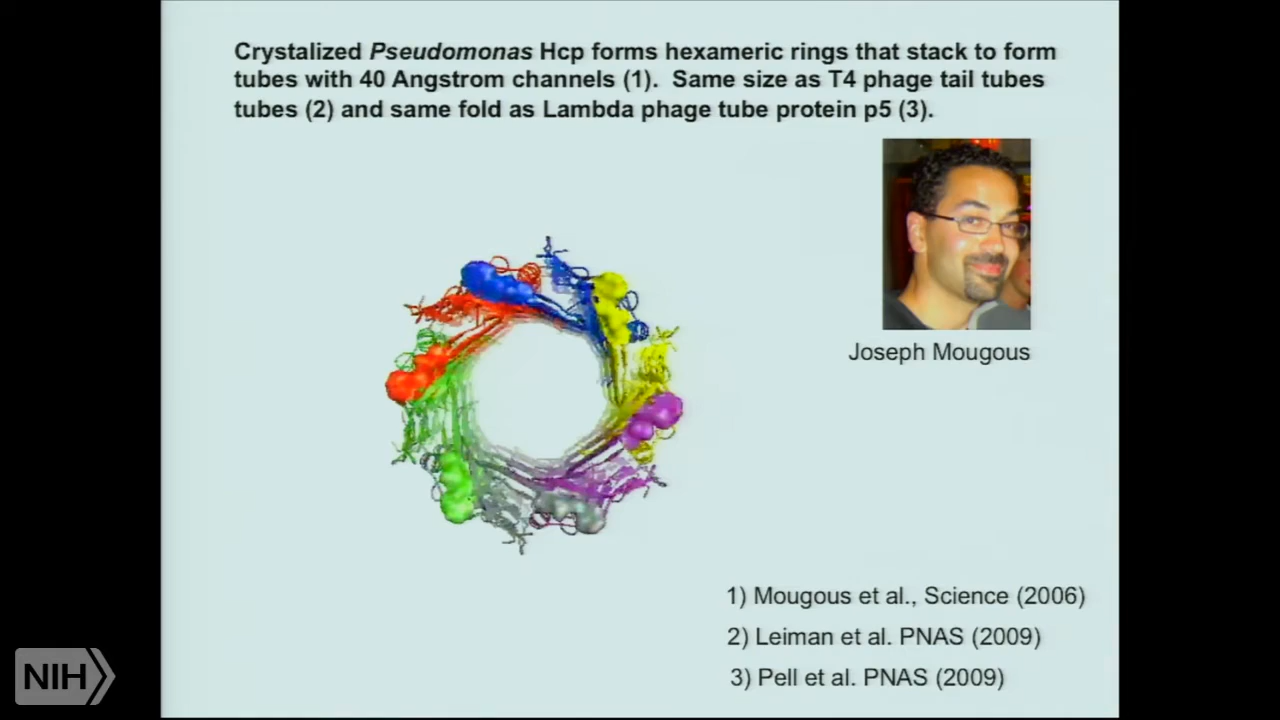 Crystalized Pseudomonas Hcp forms hexameric rings that stack to form
tubes with 40 Angstrom channels (1). Same size as T4 phage tail tubes
tubes (2) and same fold as Lambda phage tube protein p5 (3).
Joseph Mougous
1) Mougous et al., Science (2006)
2) Leiman et al. PNAS (2009)
3) Pell et al. PNAS (2009)
NIH